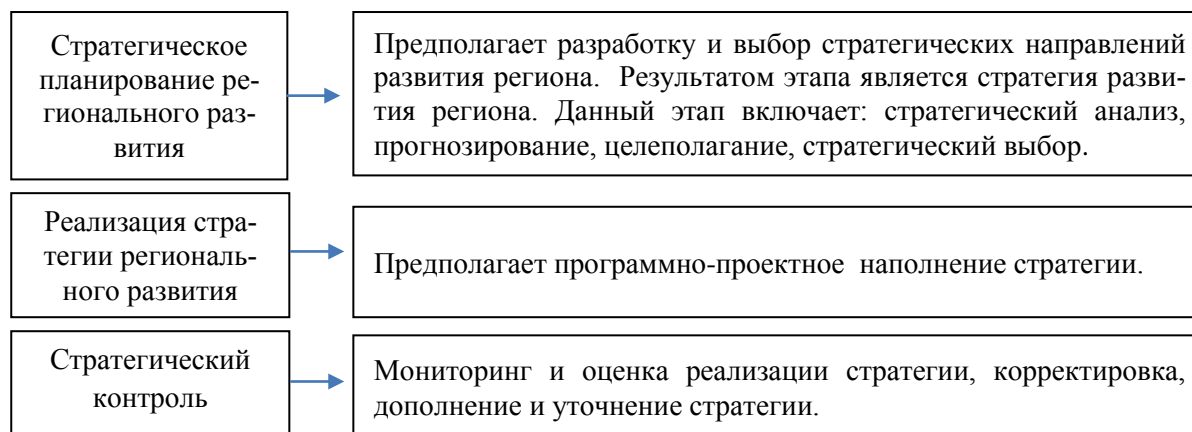 Стратегическое
планирование ре-
гионального раз-
вития
Предполагает разработку и выбор стратегических направлений
развития региона. Результатом этапа является стратегия разви-
тия региона. Данный этап включает: стратегический анализ,
прогнозирование, целеполагание, стратегический выбор.
Реализация стра-
тегии региональ-
ного развития
Предполагает программно-проектное наполнение стратегии.
Стратегический
контроль
Мониторинг и оценка реализации стратегии, корректировка,
дополнение и уточнение стратегии.